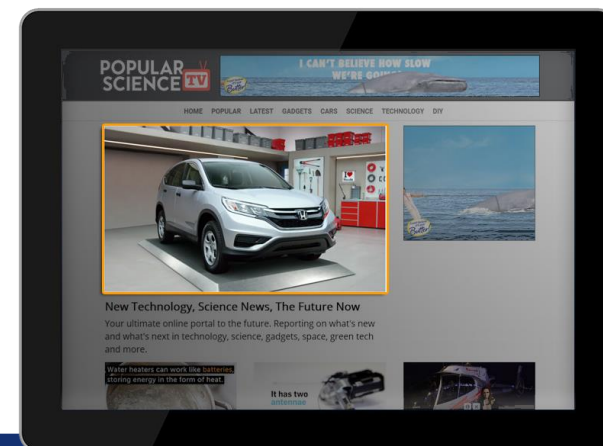 POPULAR
SCIENCE TV
I CAN'T BELIEVE HOW SLOW
WE'RE
HOME POPULAR LATEST GADGETS CARS SCIENCE TECHNOLOGY DIY
New Technology, Science News, The Future Now
Your ultimate online portal to the future. Reporting on what's new
and what's next in technology, science, gadgets, space, green tech
and more.
Water heaters can work like batteries,
storing energy in the form of heat.
It has two
antennae